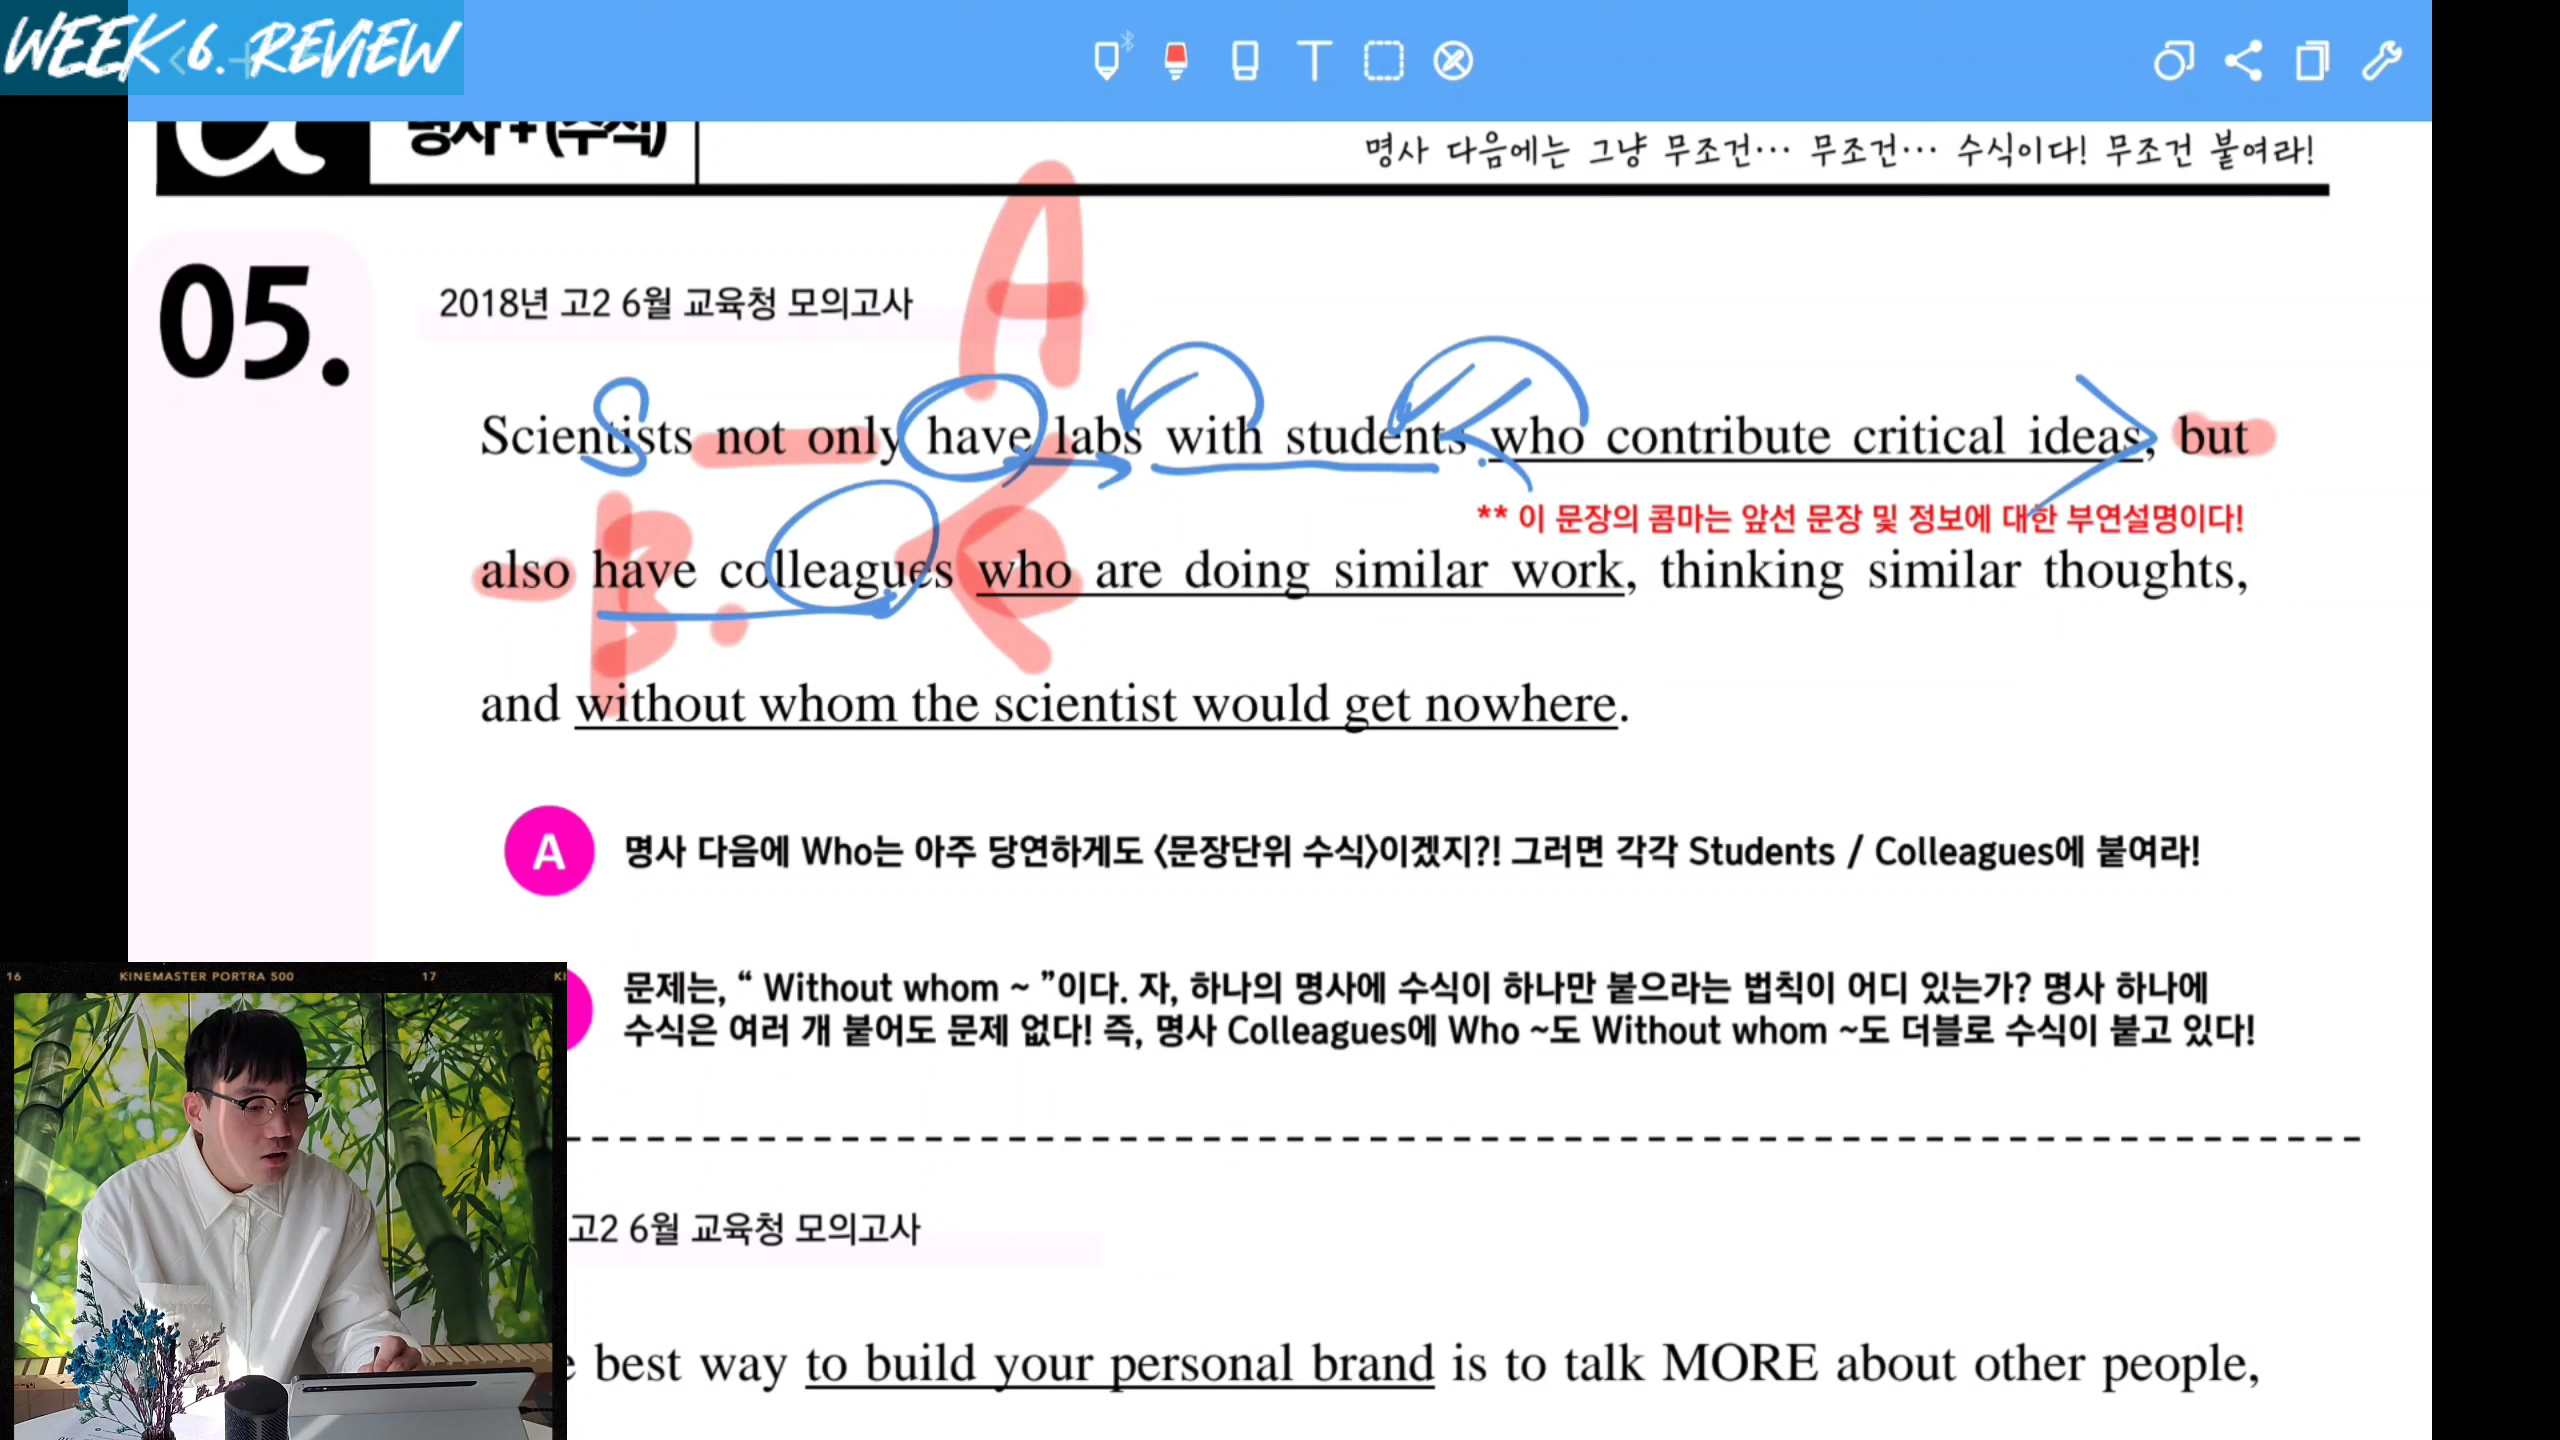 WEEK 6. REVIEW
명사 + (수식)
명사 다음에는 그냥 무조건… 무조건… 수식이다! 무조건 붙여라!
A
05.
2018년 고2 6월 교육청 모의고사
S
Scientists not only have labs with students who contribute critical ideas, but
** 이 문장의 콤마는 앞선 문장 및 정보에 대한 부연설명이다!
also have colleagues who are doing similar work, thinking similar thoughts,
B.
and without whom the scientist would get nowhere.
A 명사 다음에 Who는 아주 당연하게도 <문장단위 수식>이겠지?! 그러면 각각 Students / Colleagues에 붙여라!
문제는, “ Without whom ~ ”이다. 자, 하나의 명사에 수식이 하나만 붙으라는 법칙이 어디 있는가? 명사 하나에
수식은 여러 개 붙어도 문제 없다! 즉, 명사 Colleagues에 Who ~도 Without whom ~도 더블로 수식이 붙고 있다!
16 KINEMASTER PORTRA 500 17 KI
고2 6월 교육청 모의고사
best way to build your personal brand is to talk MORE about other people,